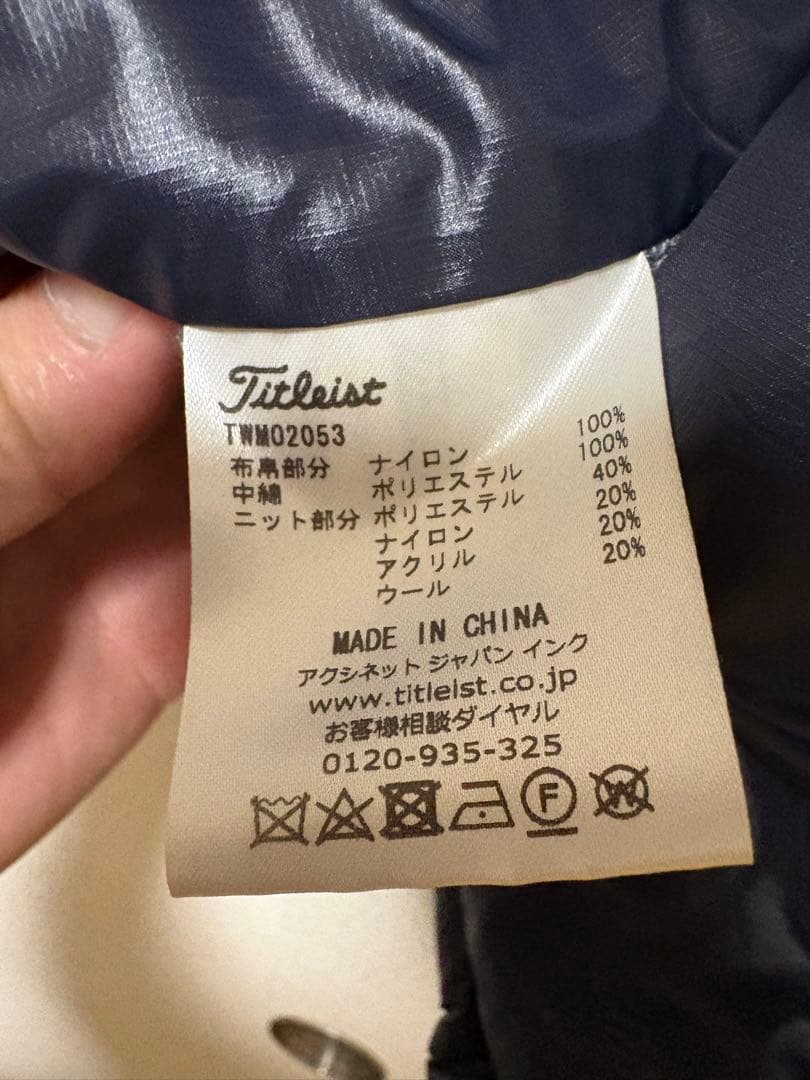 Titleist
TWMO2053
布帛部分 ナイロン 100%
中綿 ポリエステル 100%
ニット部分 ポリエステル 40%
ナイロン 20%
アクリル 20%
ウール 20%
MADE IN CHINA
アクシネット ジャパン インク
www.titleist.co.jp
お客様相談ダイヤル
0120-935-325
F W